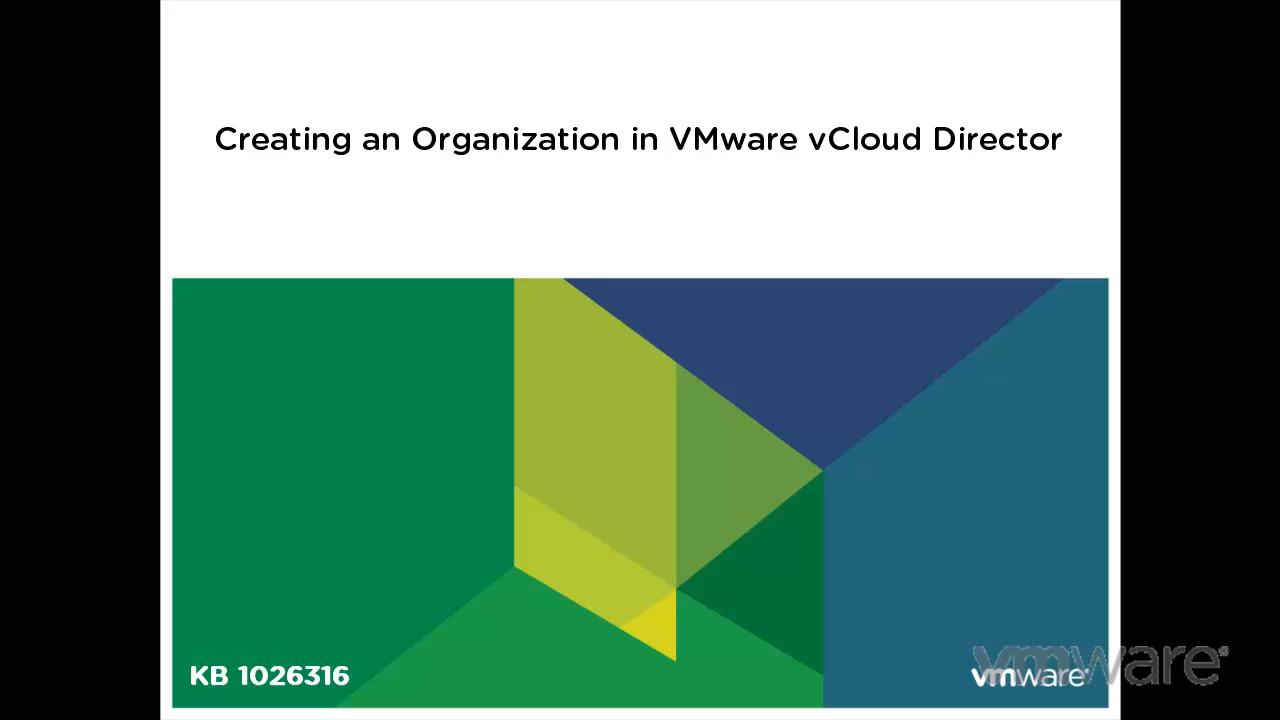 Creating an Organization in VMware vCloud Director
KB 1026316
vmware
vmware®